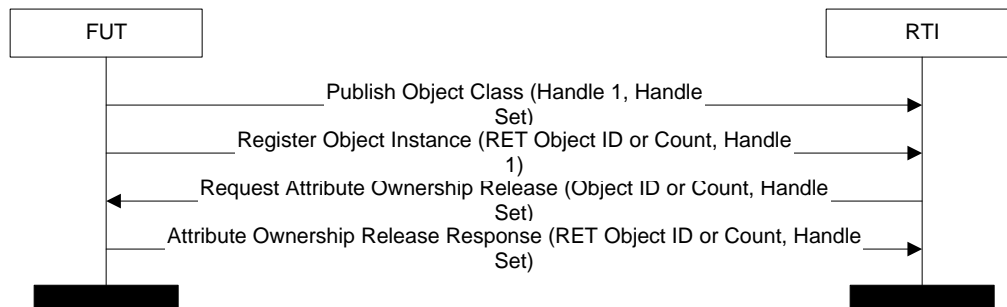 FUT
RTI
Publish Object Class (Handle 1, Handle
Set)
Register Object Instance (RET Object ID or Count, Handle
1)
Request Attribute Ownership Release (Object ID or Count, Handle
Set)
Attribute Ownership Release Response (RET Object ID or Count, Handle
Set)